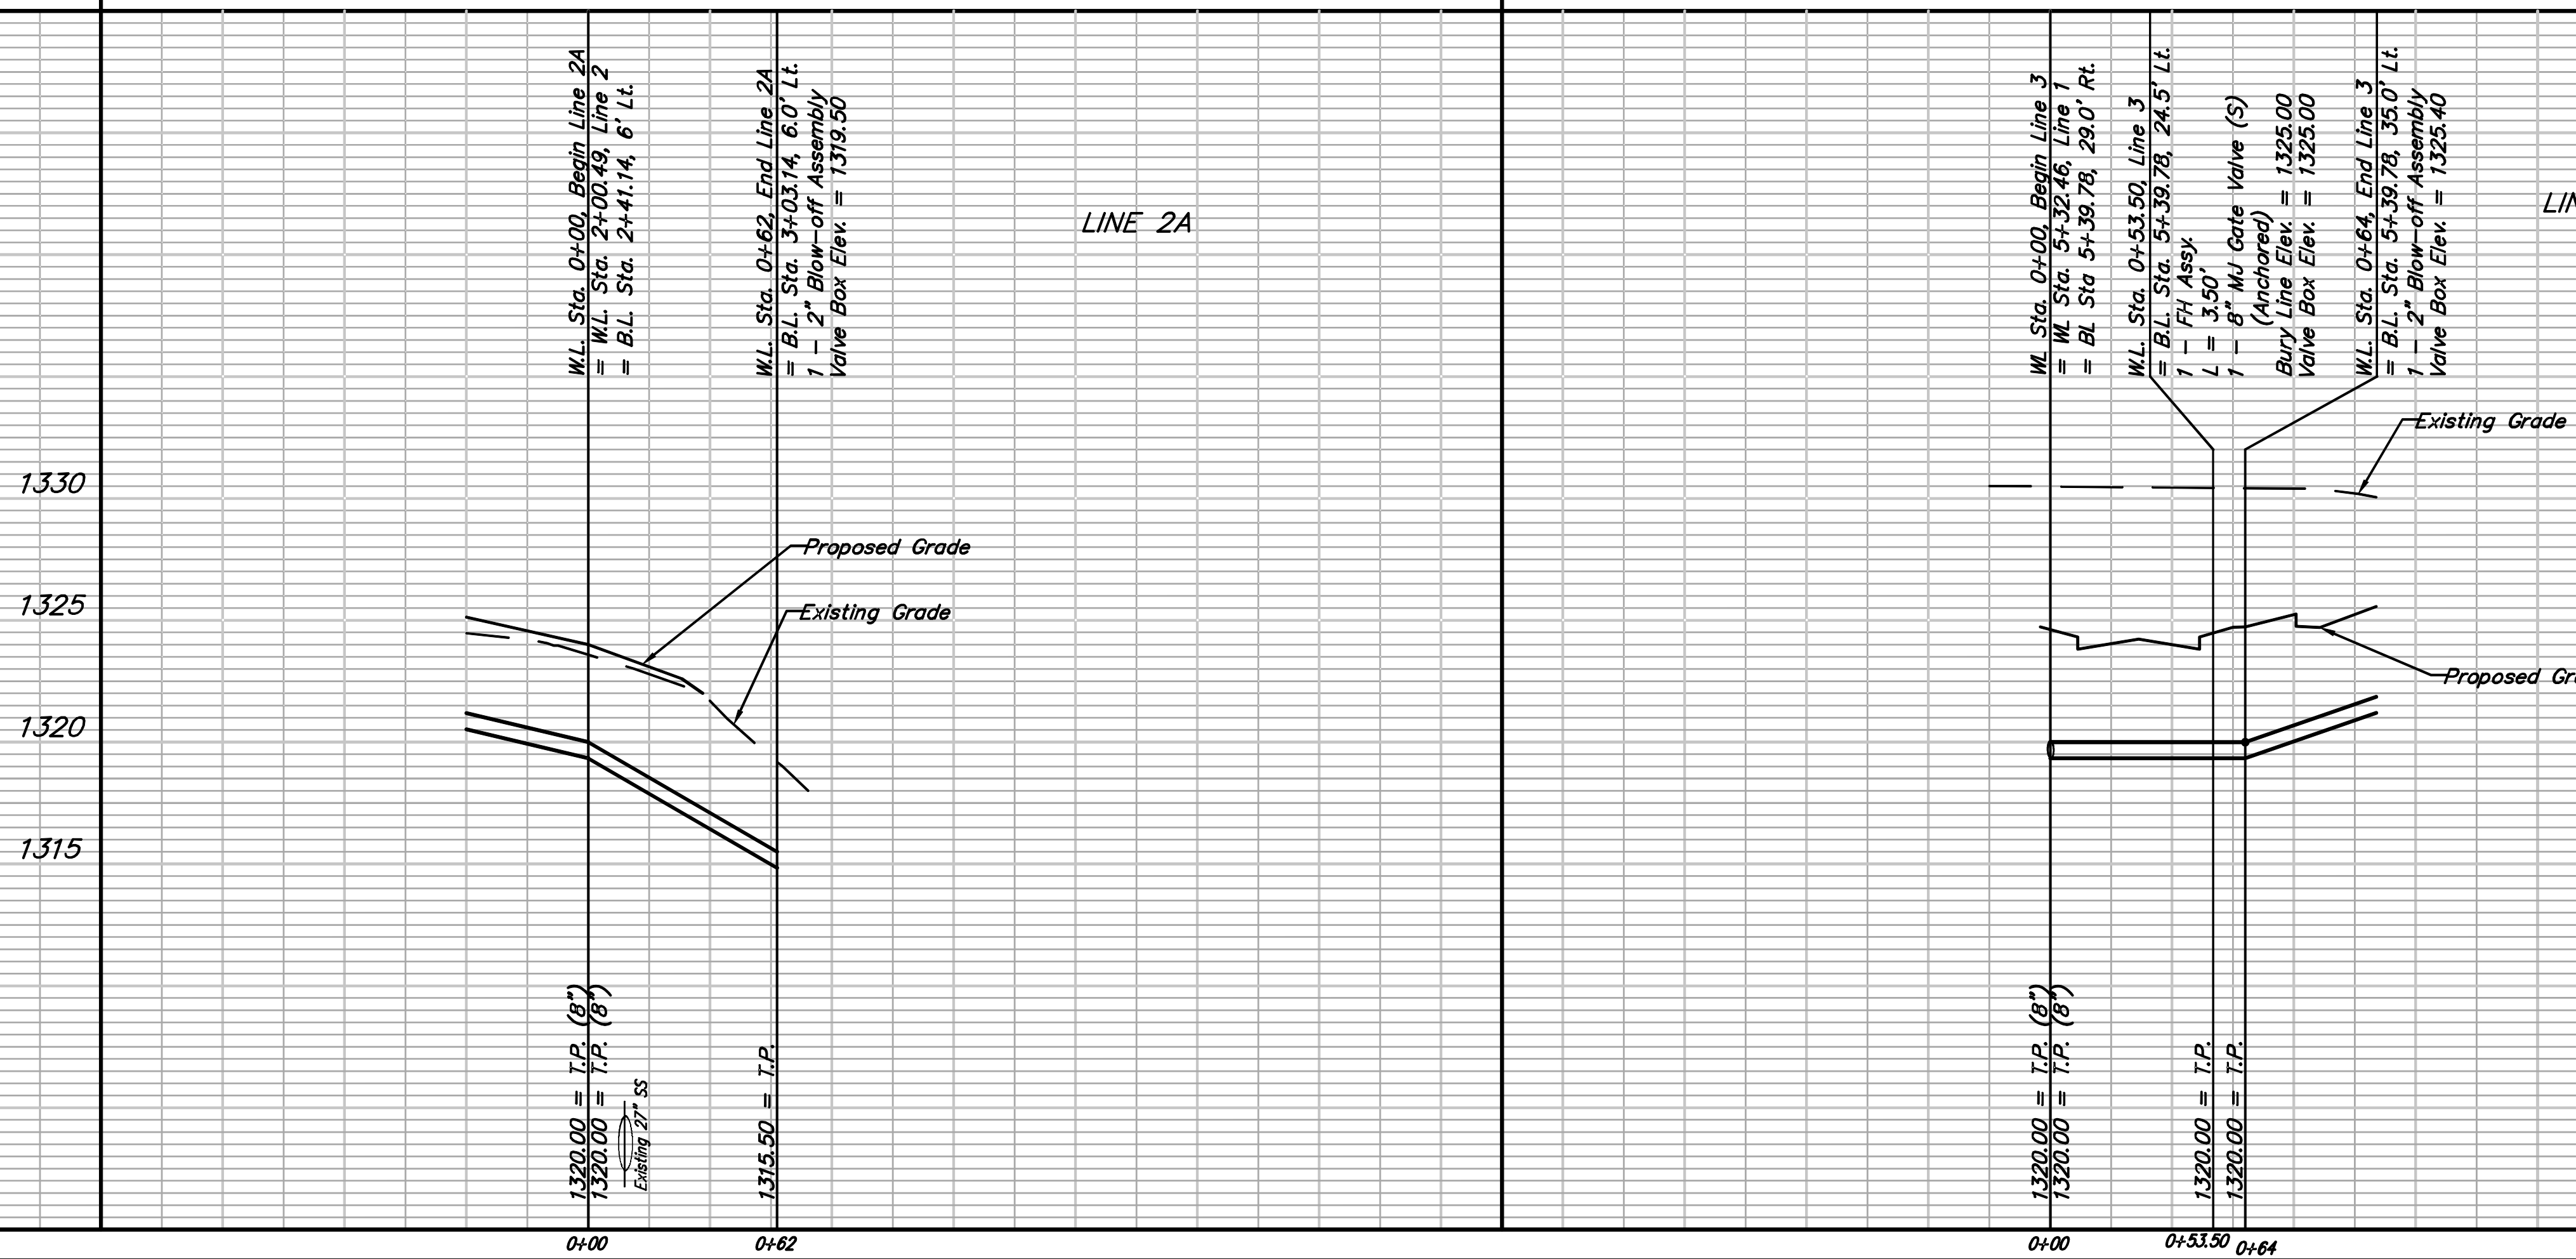 W.L. Sta. 0+00, Begin Line 2A
= W.L. Sta. 2+00.49, Line 2
= B.L. Sta. 2+41.14, 6' Lt.
W.L. Sta. 0+62, End Line 2A
= B.L. Sta. 3+03.14, 6.0' Lt.
1 - 2" Blow-off Assembly
Valve Box Elev. = 1319.50
LINE 2A
WL Sta. 0+00, Begin Line 3
= WL Sta. 5+32.46, Line 1
= BL Sta 5+39.78, 29.0' Rt.
W.L. Sta. 0+53.50, Line 3
= B.L. Sta. 5+39.78, 24.5' Lt.
1 - FH Assy.
L = 3.50'
1 - 8" MJ Gate Valve (S)
(Anchored)
Bury Line Elev. = 1325.00
Valve Box Elev. = 1325.00
W.L. Sta. 0+64, End Line 3
= B.L. Sta. 5+39.78, 35.0' Lt.
1 - 2" Blow-off Assembly
Valve Box Elev. = 1325.40
LIN
1330
1325
1320
1315
Proposed Grade
Existing Grade
Existing Grade
Proposed Gr
1320.00 = T.P. (8")
1320.00 = T.P. (8")
Existing 27" SS
1315.50 = T.P.
1320.00 = T.P. (8")
1320.00 = T.P. (8")
1320.00 = T.P.
1320.00 = T.P.
0+00
0+62
0+00
0+53.50
0+64